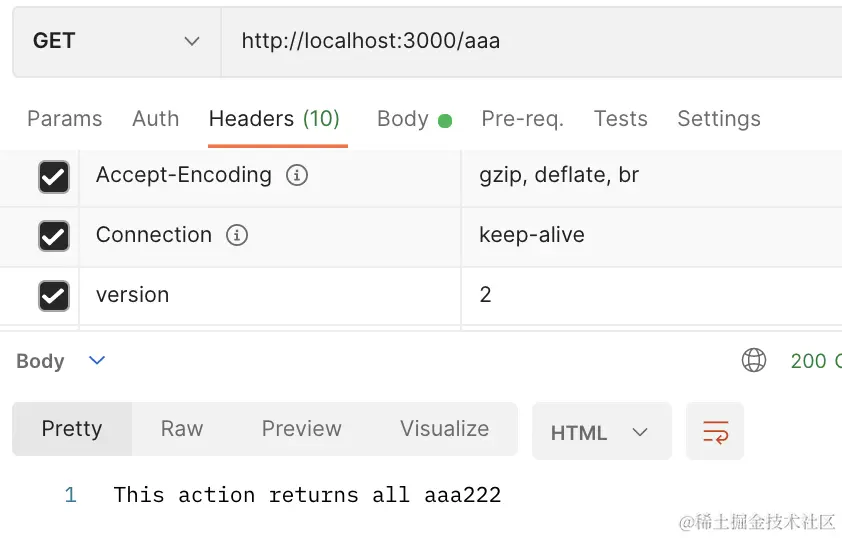 GET http://localhost:3000/aaa
Params Auth Headers (10) Body Pre-req. Tests Settings
Accept-Encoding gzip, deflate, br
Connection keep-alive
version 2
Body 200
Pretty Raw Preview Visualize HTML
1 This action returns all aaa222
@稀土掘金技术社区